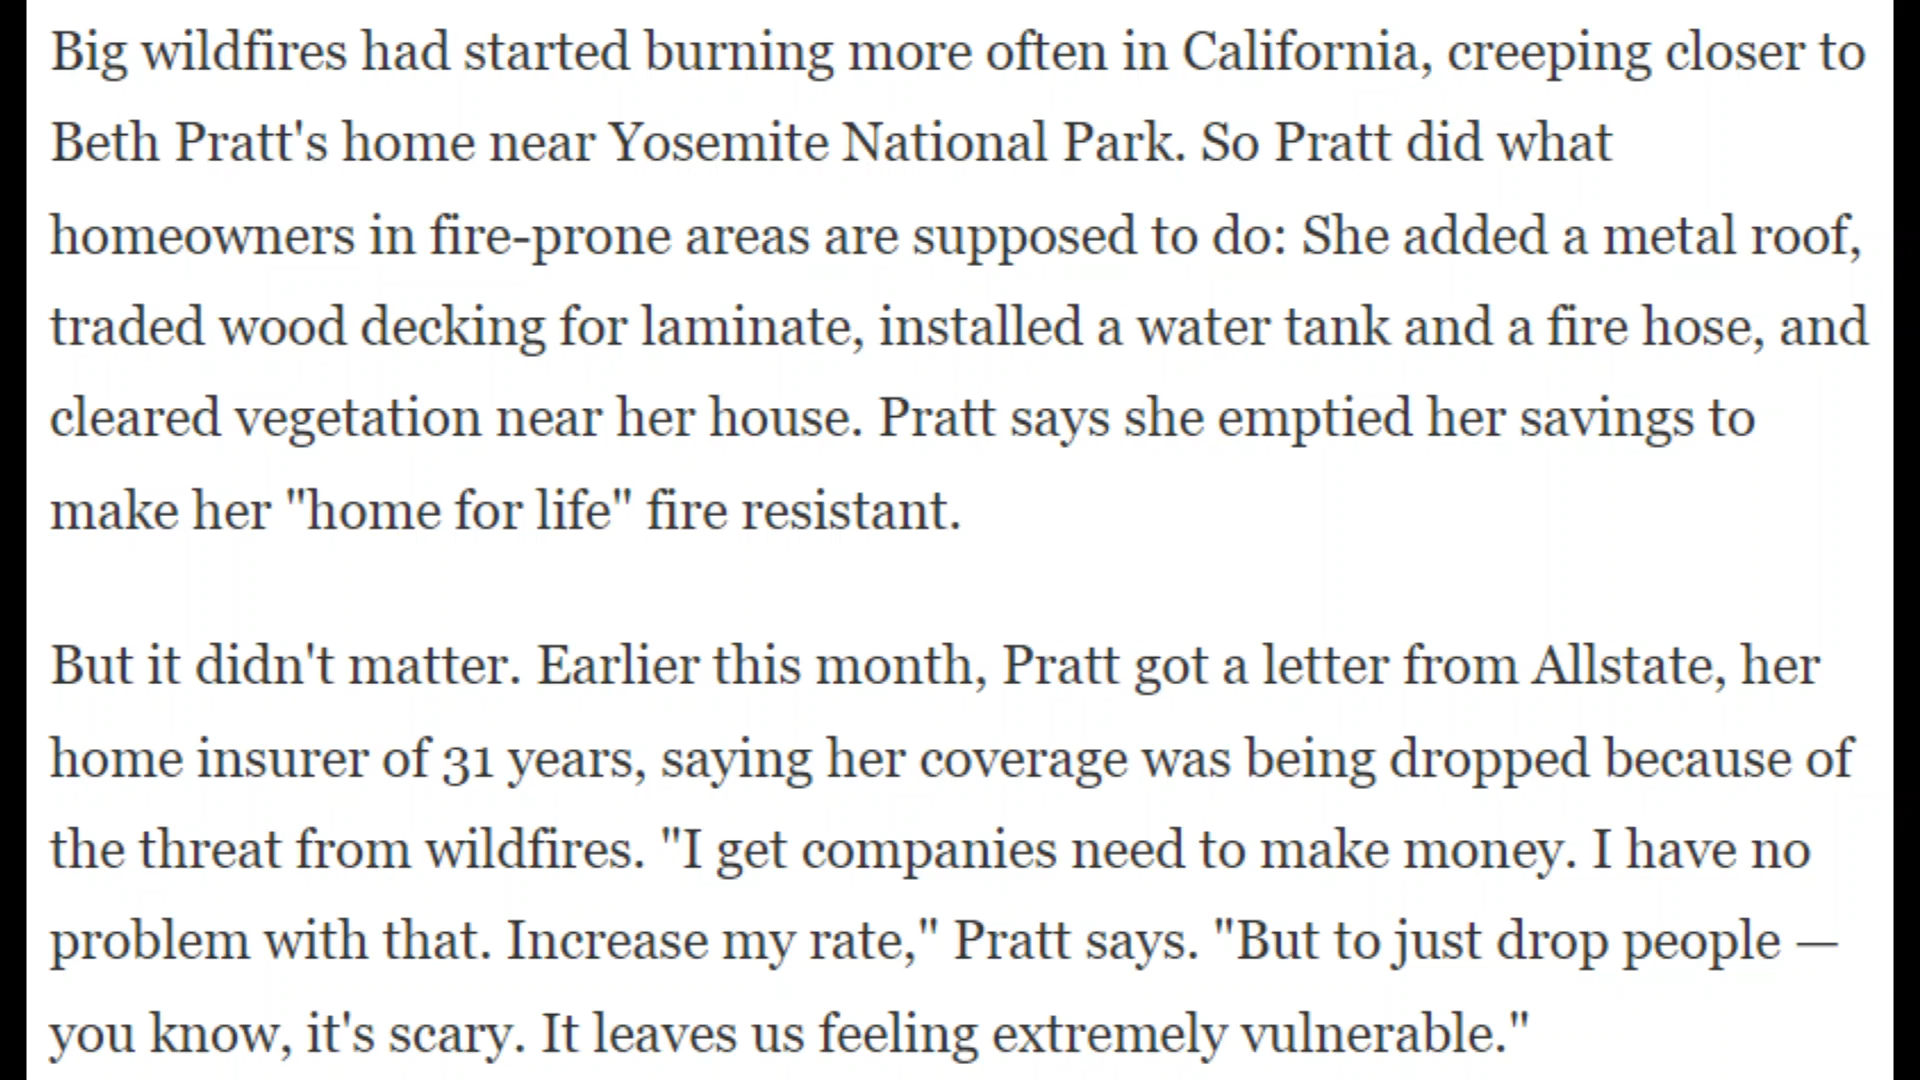 Big wildfires had started burning more often in California, creeping closer to
Beth Pratt's home near Yosemite National Park. So Pratt did what
homeowners in fire-prone areas are supposed to do: She added a metal roof,
traded wood decking for laminate, installed a water tank and a fire hose, and
cleared vegetation near her house. Pratt says she emptied her savings to
make her "home for life" fire resistant.
But it didn't matter. Earlier this month, Pratt got a letter from Allstate, her
home insurer of 31 years, saying her coverage was being dropped because of
the threat from wildfires. "I get companies need to make money. I have no
problem with that. Increase my rate," Pratt says. "But to just drop people —
you know, it's scary. It leaves us feeling extremely vulnerable."